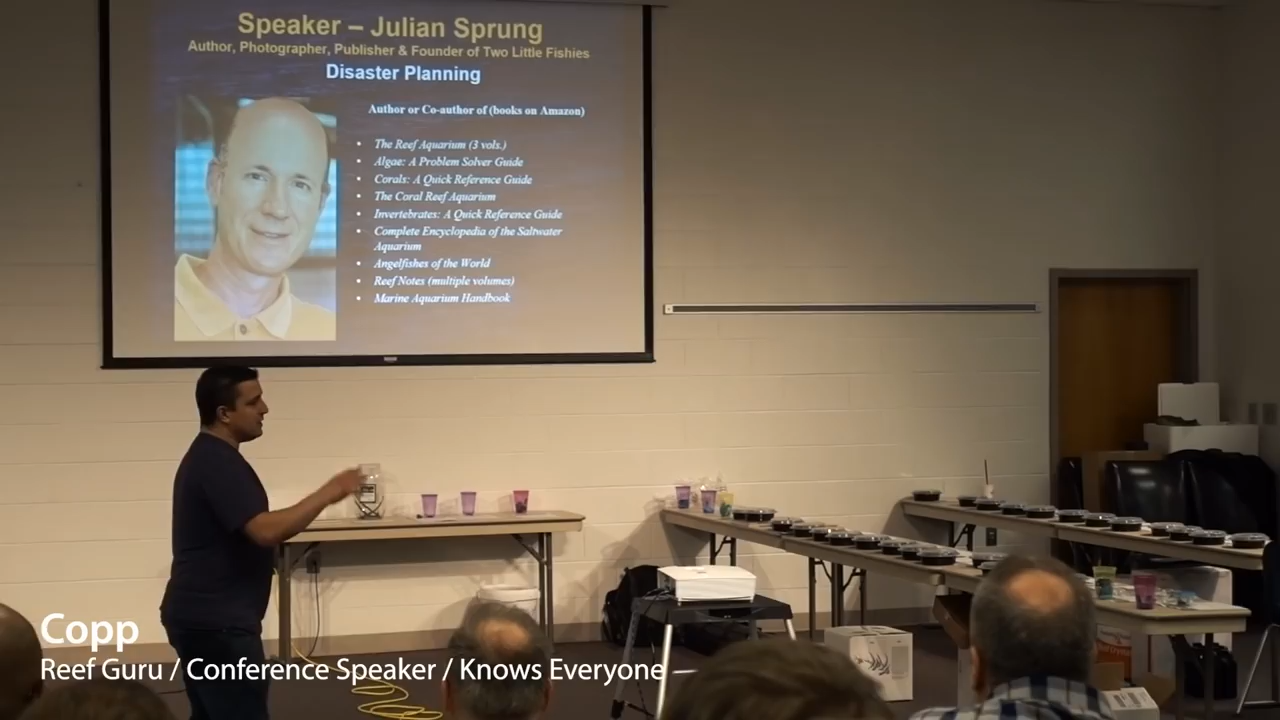 Speaker – Julian Sprung
Author, Photographer, Publisher & Founder of Two Little Fishies
Disaster Planning
Author or Co-author of (books on Amazon)
• The Reef Aquarium (3 vols.)
• Algae: A Problem Solver Guide
• Corals: A Quick Reference Guide
• The Coral Reef Aquarium
• Invertebrates: A Quick Reference Guide
• Complete Encyclopedia of the Saltwater
Aquarium
• Angelfishes of the World
• Reef Notes (multiple volumes)
• Marine Aquarium Handbook
Copp
Reef Guru / Conference Speaker / Knows Everyone